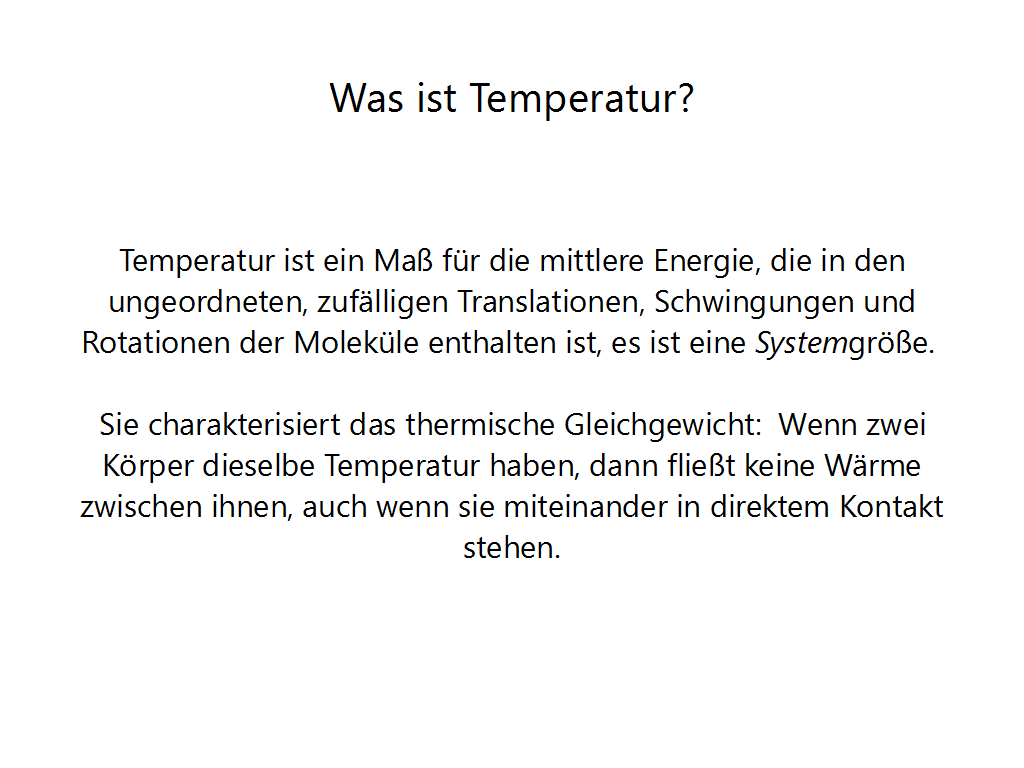 Was ist Temperatur?
Temperatur ist ein Maß für die mittlere Energie, die in den
ungeordneten, zufälligen Translationen, Schwingungen und
Rotationen der Moleküle enthalten ist, es ist eine Systemgröße.
Sie charakterisiert das thermische Gleichgewicht:  Wenn zwei
Körper dieselbe Temperatur haben, dann fließt keine Wärme
zwischen ihnen, auch wenn sie miteinander in direktem Kontakt
stehen.